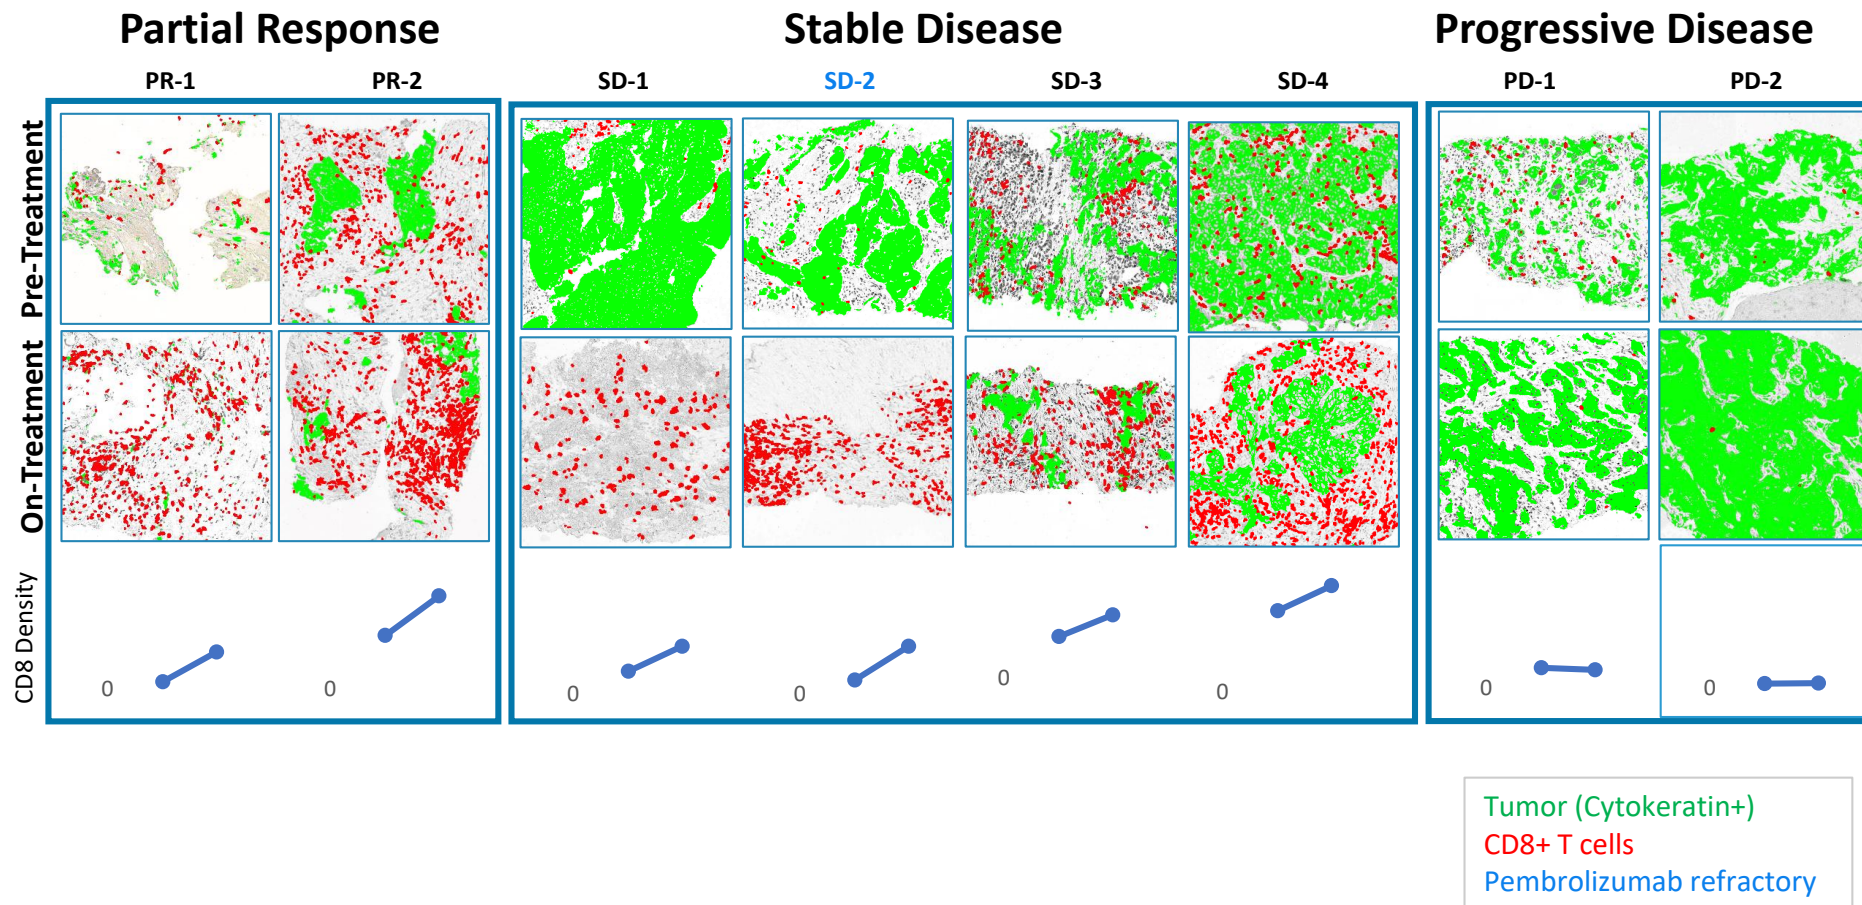 Partial Response
Stable Disease
Progressive Disease
PR-1
PR-2
SD-1
SD-2
SD-3
SD-4
PD-1
PD-2
Pre-Treatment
On-Treatment
CD8 Density
0
0
0
0
0
0
0
0
Tumor (Cytokeratin+)
CD8+ T cells
Pembrolizumab refractory